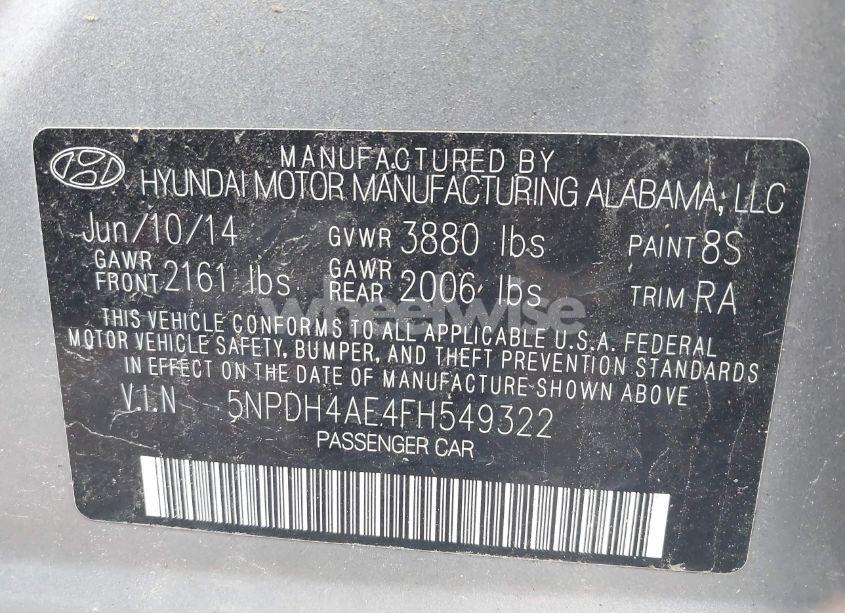 MANUFACTURED BY
HYUNDAI MOTOR MANUFACTURING ALABAMA, LLC
Jun/10/14 GVWR 3880 lbs PAINT 8S
GAWR FRONT 2161 lbs GAWR REAR 2006 lbs TRIM RA
wheelwise
THIS VEHICLE CONFORMS TO ALL APPLICABLE U.S.A. FEDERAL
MOTOR VEHICLE SAFETY, BUMPER, AND THEFT PREVENTION STANDARDS
IN EFFECT ON THE DATE OF MANUFACTURE SHOWN ABOVE
V.I.N 5NPDH4AE4FH549322
PASSENGER CAR